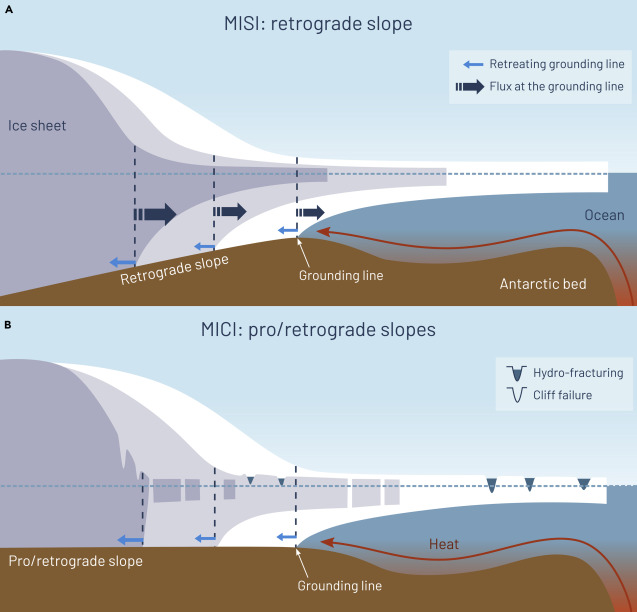 A
MISI: retrograde slope
Retreating grounding line
Flux at the grounding line
Ice sheet
Ocean
Retrograde slope
Grounding line
Antarctic bed
B
MICI: pro/retrograde slopes
Hydro-fracturing
Cliff failure
Heat
Pro/retrograde slope
Grounding line